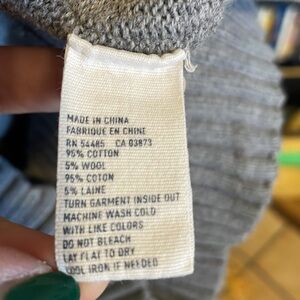 MADE IN CHINA
FABRIQUE EN CHINE
RN 54485 CA 03873
95% COTTON
5% WOOL
95% COTON
5% LAINE
TURN GARMENT INSIDE OUT
MACHINE WASH COLD
WITH LIKE COLORS
DO NOT BLEACH
LAY FLAT TO DRY
COOL IRON IF NEEDED